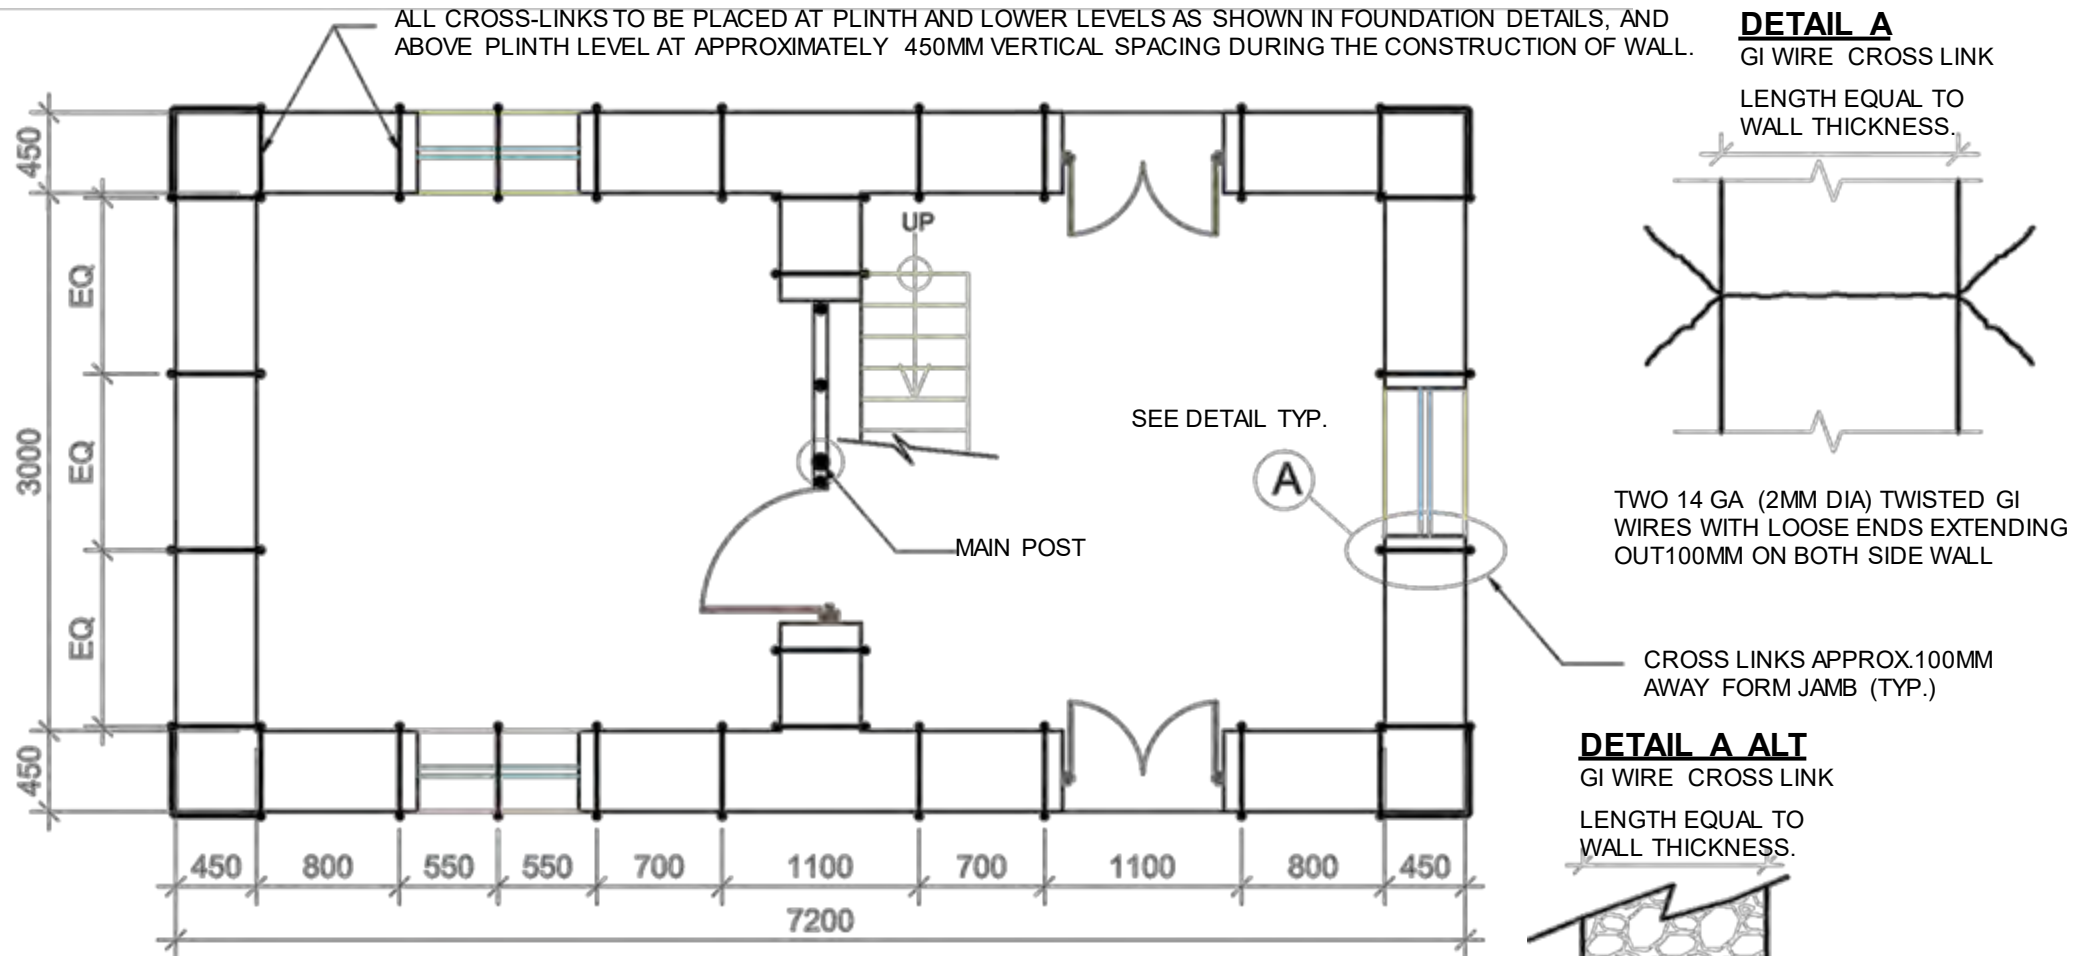 ALL CROSS-LINKS TO BE PLACED AT PLINTH AND LOWER LEVELS AS SHOWN IN FOUNDATION DETAILS, AND
ABOVE PLINTH LEVEL AT APPROXIMATELY 450MM VERTICAL SPACING DURING THE CONSTRUCTION OF WALL.
DETAIL A
GI WIRE CROSS LINK
LENGTH EQUAL TO
WALL THICKNESS.
450
EQ
UP
3000
EQ
SEE DETAIL TYP.
A
MAIN POST
TWO 14 GA (2MM DIA) TWISTED GI
WIRES WITH LOOSE ENDS EXTENDING
OUT100MM ON BOTH SIDE WALL
EQ
CROSS LINKS APPROX.100MM
AWAY FORM JAMB (TYP.)
450
DETAIL A ALT
GI WIRE CROSS LINK
LENGTH EQUAL TO
WALL THICKNESS.
450 800 550 550 700 1100 700 1100 800 450
7200